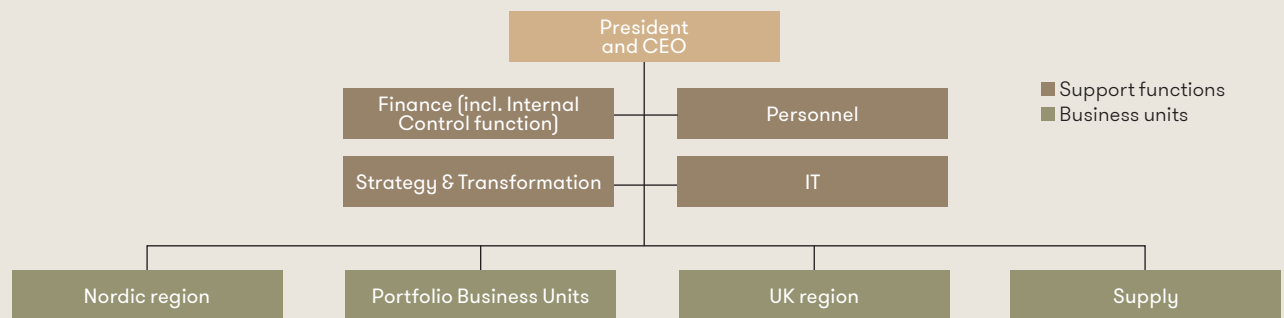 President
and CEO
Finance (incl. Internal
Control function)
Personnel
Support functions
Business units
Strategy & Transformation
IT
Nordic region
Portfolio Business Units
UK region
Supply